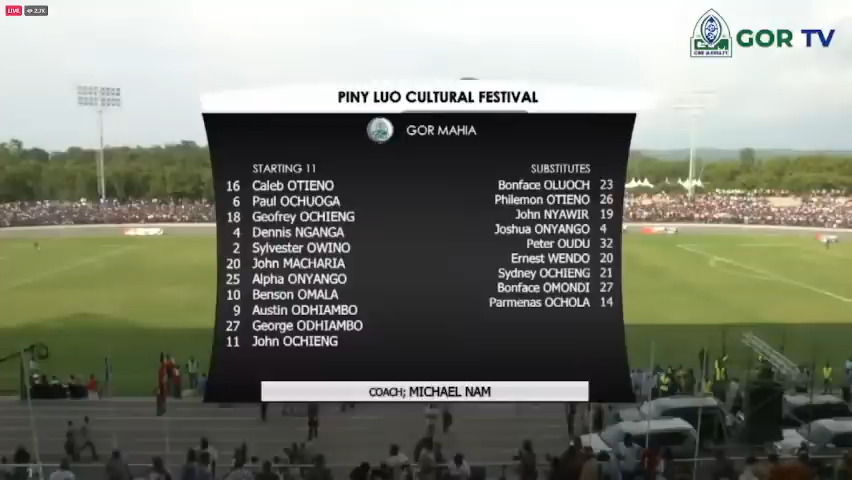 LIVE
2.7K
GOR TV
PINY LUO CULTURAL FESTIVAL
GOR MAHIA
STARTING 11
16 Caleb OTIENO
6 Paul OCHUOGA
18 Geofrey OCHIENG
4 Dennis NGANGA
2 Sylvester OWINO
20 John MACHARIA
25 Alpha ONYANGO
10 Benson OMALA
9 Austin ODHIAMBO
27 George ODHIAMBO
11 John OCHIENG
SUBSTITUTES
Bonface OLUOCH 23
Philemon OTIENO 26
John NYAWIR 19
Joshua ONYANGO 4
Peter OUDU 32
Ernest WENDO 20
Sydney OCHIENG 21
Bonface OMONDI 27
Parmenas OCHOLA 14
COACH; MICHAEL NAM